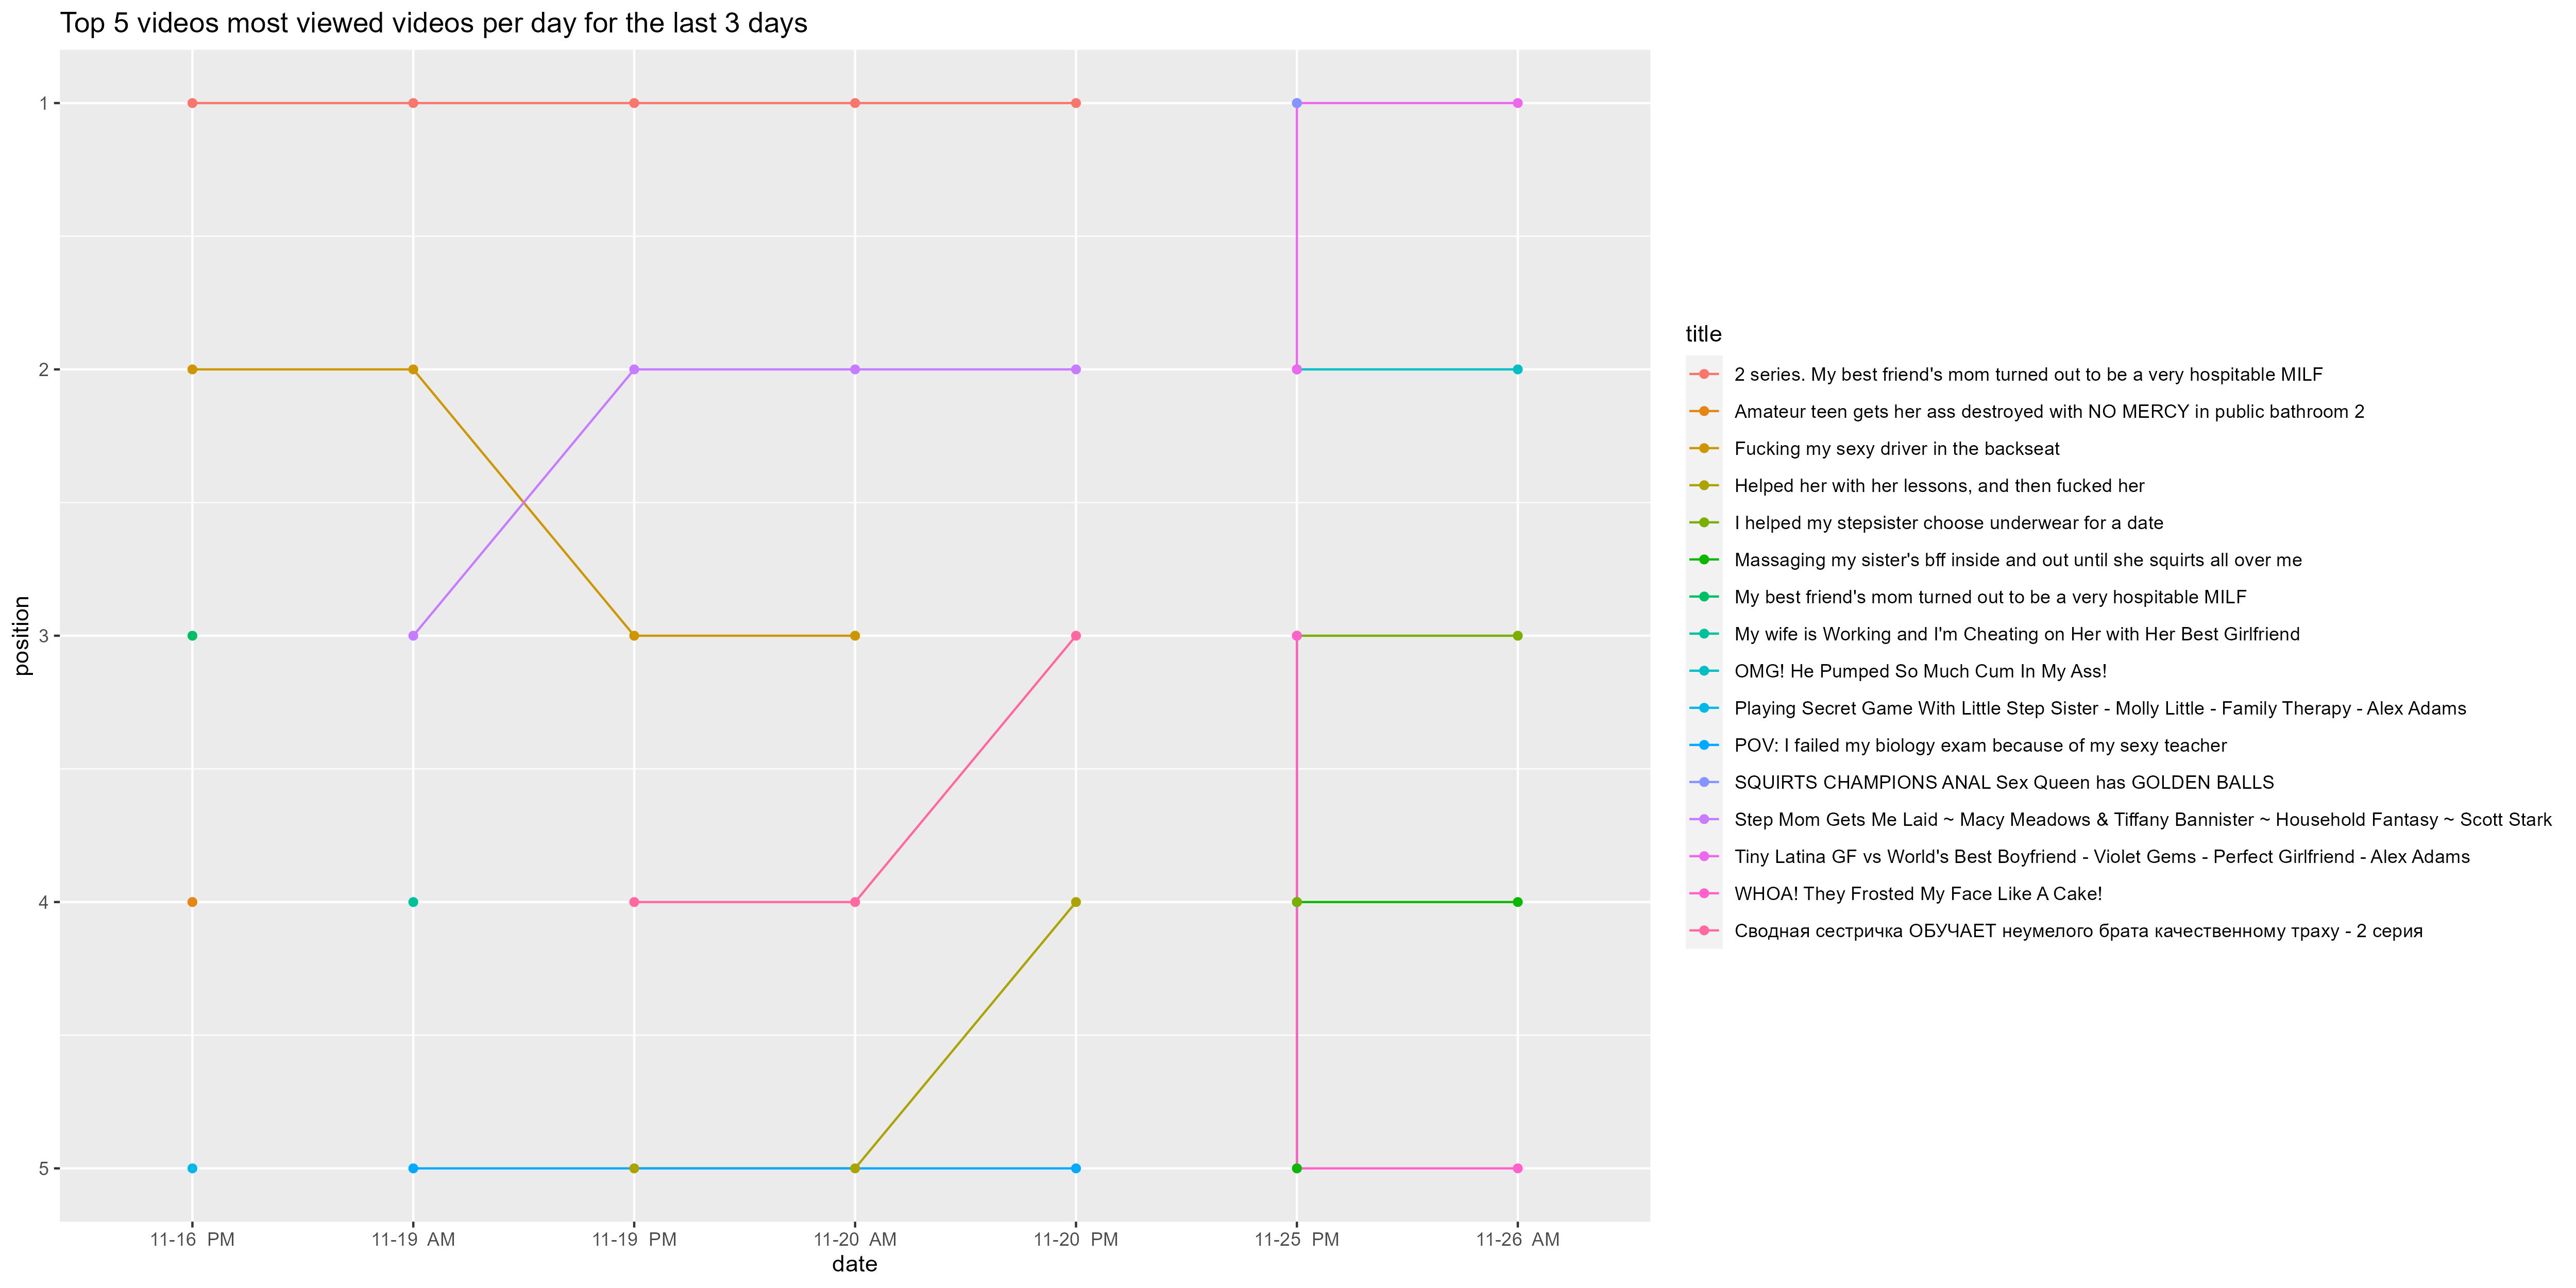 Top 5 videos most viewed videos per day for the last 3 days
position
1
2
3
4
5
11-16 PM
11-19 AM
11-19 PM
11-20 AM
11-20 PM
11-25 PM
11-26 AM
date
title
2 series. My best friend's mom turned out to be a very hospitable MILF
Amateur teen gets her ass destroyed with NO MERCY in public bathroom 2
Fucking my sexy driver in the backseat
Helped her with her lessons, and then fucked her
I helped my stepsister choose underwear for a date
Massaging my sister's bff inside and out until she squirts all over me
My best friend's mom turned out to be a very hospitable MILF
My wife is Working and I'm Cheating on Her with Her Best Girlfriend
OMG! He Pumped So Much Cum In My Ass!
Playing Secret Game With Little Step Sister - Molly Little - Family Therapy - Alex Adams
POV: I failed my biology exam because of my sexy teacher
SQUIRTS CHAMPIONS ANAL Sex Queen has GOLDEN BALLS
Step Mom Gets Me Laid ~ Macy Meadows & Tiffany Bannister ~ Household Fantasy ~ Scott Stark
Tiny Latina GF vs World's Best Boyfriend - Violet Gems - Perfect Girlfriend - Alex Adams
WHOA! They Frosted My Face Like A Cake!
Сводная сестричка ОБУЧАЕТ неумелого брата качественному траху - 2 серия